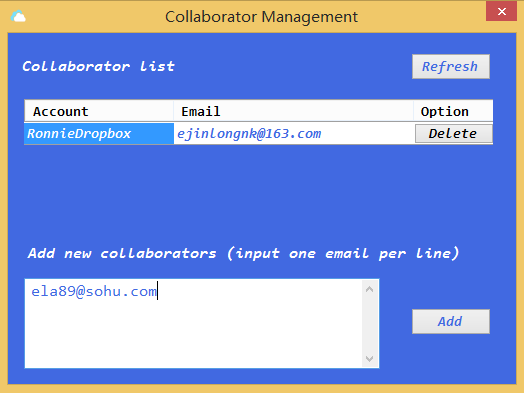 Collaborator Management
Collaborator list
Refresh
Account Email Option
RonnieDropbox ejinlongnk@163.com Delete
Add new collaborators (input one email per line)
ela89@sohu.com
Add